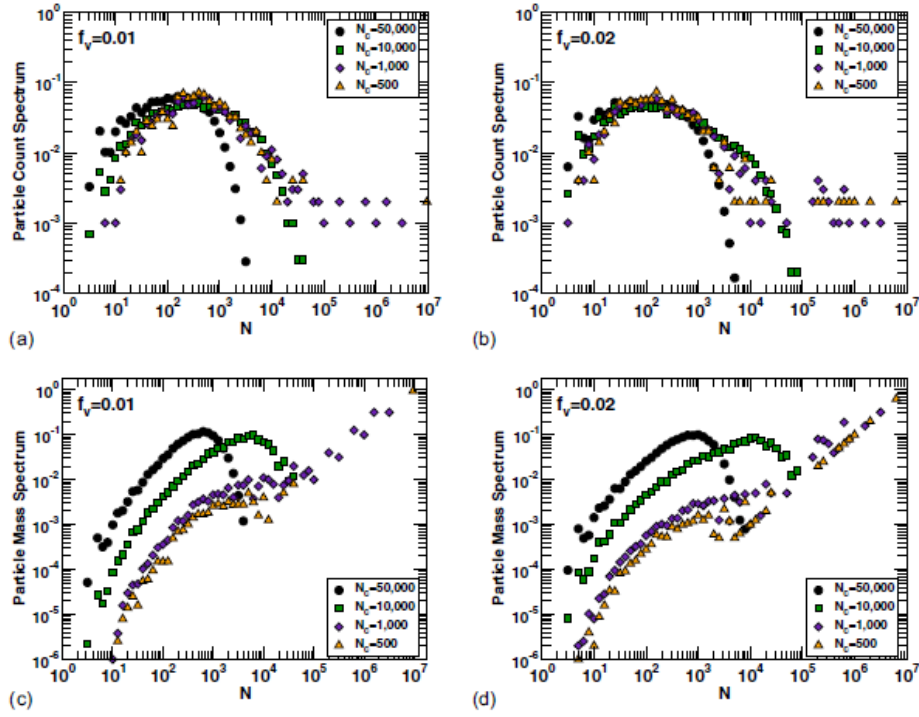 f_v=0.01
N_c=50,000
N_c=10,000
N_c=1,000
N_c=500
Particle Count Spectrum
10^-1
10^-2
10^-3
10^-4
10^0 10^1 10^2 10^3 10^4 10^5 10^6 10^7
N
(a)
f_v=0.02
N_c=50,000
N_c=10,000
N_c=1,000
N_c=500
Particle Count Spectrum
10^0
10^-1
10^-2
10^-3
10^-4
10^0 10^1 10^2 10^3 10^4 10^5 10^6 10^7
N
(b)
f_v=0.01
Particle Mass Spectrum
10^0
10^-1
10^-2
10^-3
10^-4
10^-5
10^-6
N_c=50,000
N_c=10,000
N_c=1,000
N_c=500
10^0 10^1 10^2 10^3 10^4 10^5 10^6 10^7
N
(c)
f_v=0.02
Particle Mass Spectrum
10^0
10^-1
10^-2
10^-3
10^-4
10^-5
10^-6
N_c=50,000
N_c=10,000
N_c=1,000
N_c=500
10^0 10^1 10^2 10^3 10^4 10^5 10^6 10^7
N
(d)